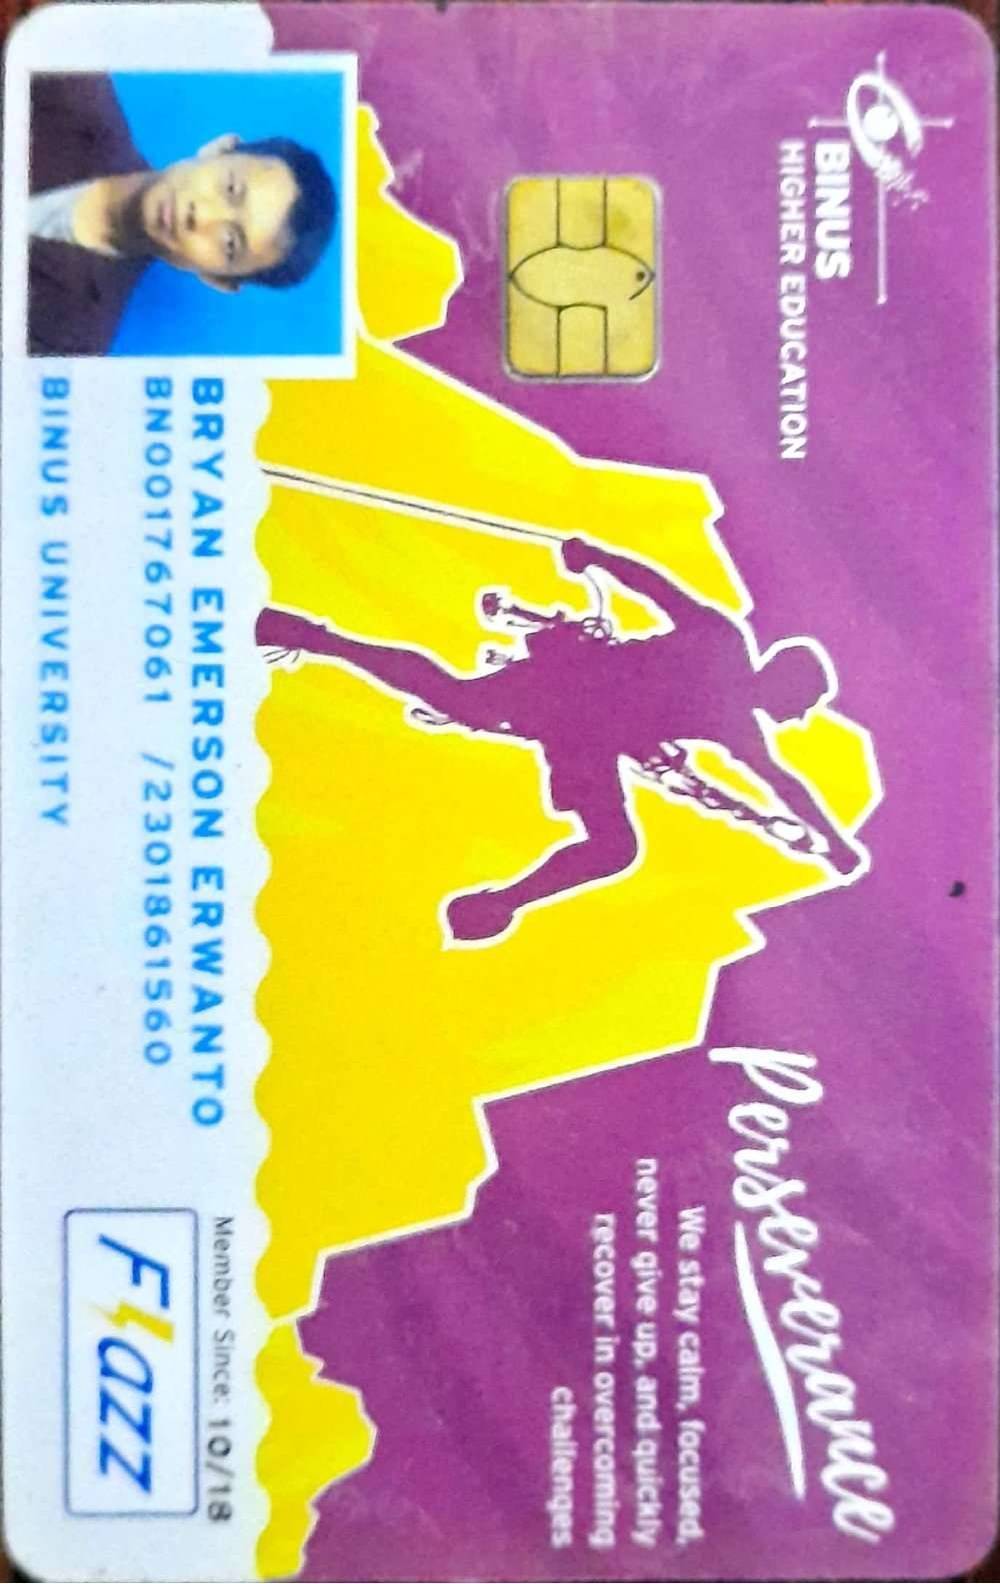 BINUS
HIGHER EDUCATION
Perseverance
We stay calm, focused,
never give up, and quickly
recover in overcoming
challenges
BRYAN EMERSON ERWANTO
BN001767061 /2301861560
BINUS UNIVERSITY
Member Since: 10/18
Flazz